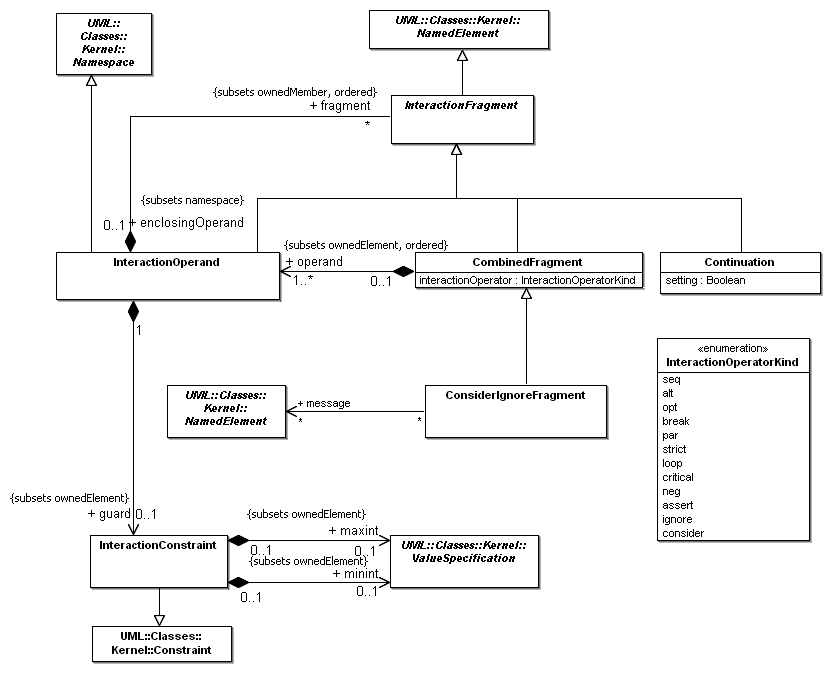 UML::
Classes::
Kernel::
Namespace
UML::Classes::Kernel::
NamedElement
{subsets ownedMember, ordered}
+ fragment
*
InteractionFragment
{subsets namespace}
0..1
+ enclosingOperand
InteractionOperand
{subsets ownedElement, ordered}
+ operand
1..*
0..1
CombinedFragment
interactionOperator : InteractionOperatorKind
Continuation
setting : Boolean
1
«enumeration»
InteractionOperatorKind
seq
alt
opt
break
par
strict
loop
critical
neg
assert
ignore
consider
UML::Classes::
Kernel::
NamedElement
+ message
*
*
ConsiderIgnoreFragment
{subsets ownedElement}
+ guard
0..1
InteractionConstraint
{subsets ownedElement}
+ maxint
0..1
0..1
{subsets ownedElement}
+ minint
0..1
0..1
UML::Classes::Kernel::
ValueSpecification
UML::Classes::
Kernel::Constraint